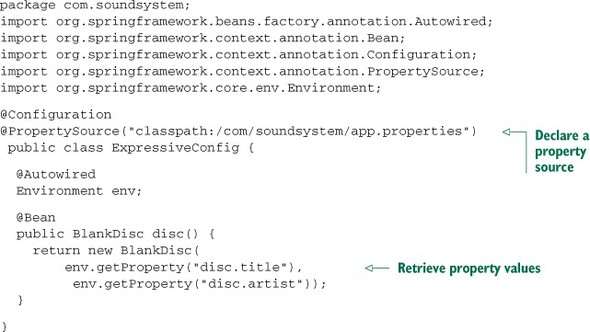 package com.soundsystem;
import org.springframework.beans.factory.annotation.Autowired;
import org.springframework.context.annotation.Bean;
import org.springframework.context.annotation.Configuration;
import org.springframework.context.annotation.PropertySource;
import org.springframework.core.env.Environment;
@Configuration
@PropertySource("classpath:/com/soundsystem/app.properties")
public class ExpressiveConfig {
Declare a
property
source
@Autowired
Environment env;
@Bean
public BlankDisc disc() {
return new BlankDisc(
env.getProperty("disc.title"),
Retrieve property values
env.getProperty("disc.artist"));
}
}